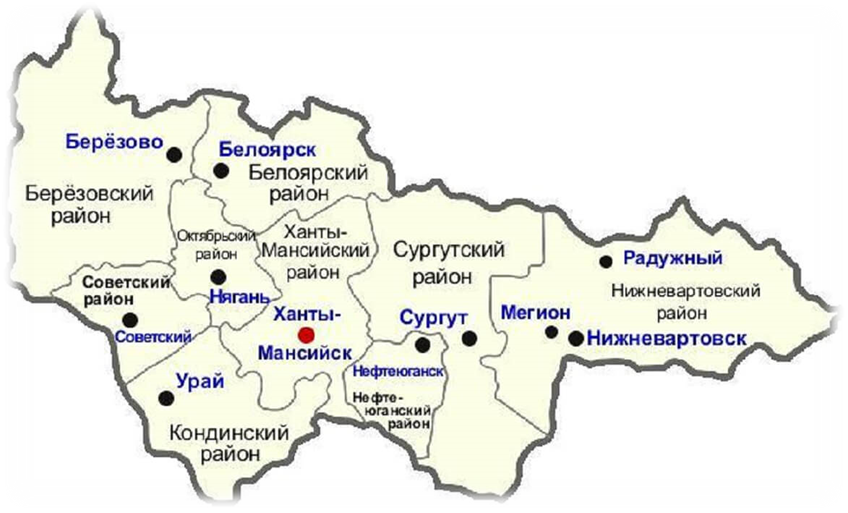 Берёзово
Белоярск
Белоярский
район
Берёзовский
район
Октябрьский
район
Ханты-
Мансийский
район
Сургутский
район
Советский
район
Нягань
Советский
Ханты-
Мансийск
Сургут
Мегион
Радужный
Нижневартовский
район
Нижневартовск
Нефтеюганск
Нефте-
юганский
район
Урай
Кондинский
район